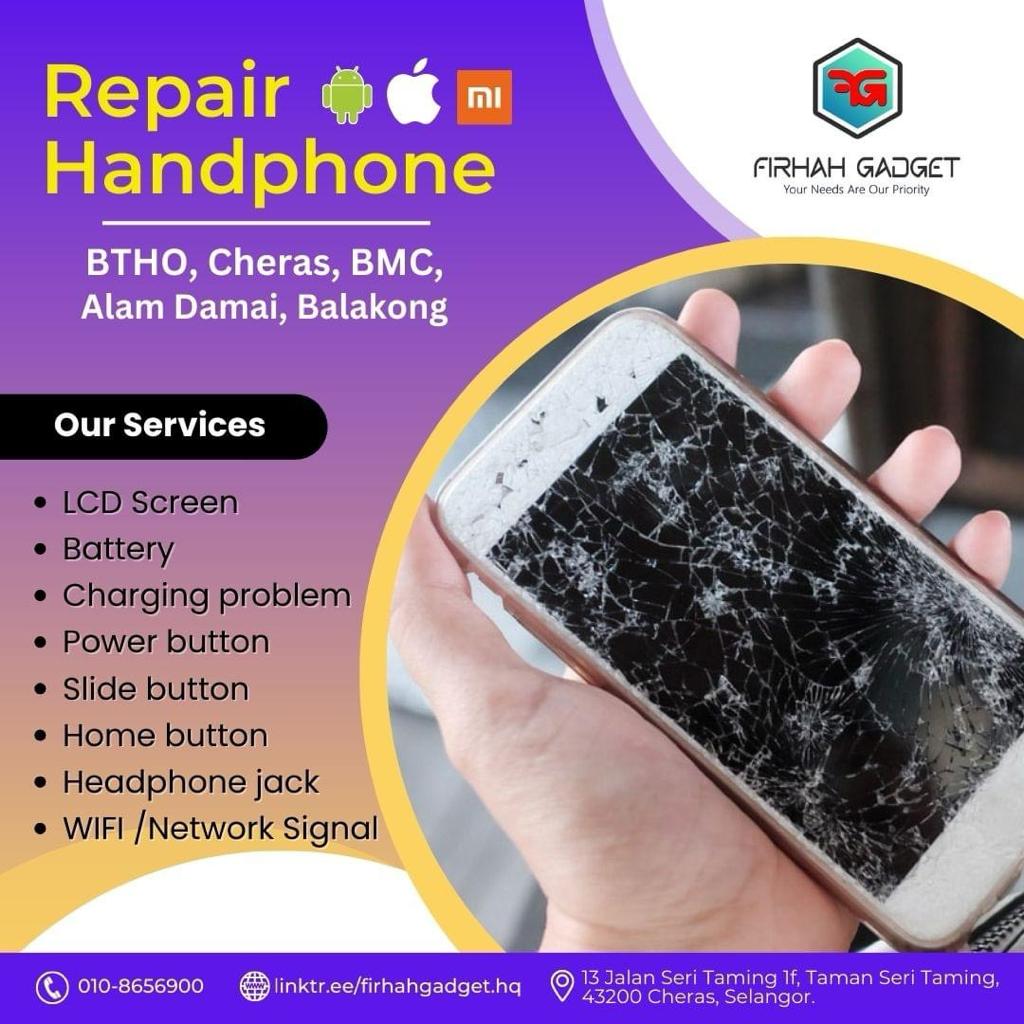 Repair
Handphone
BTHO, Cheras, BMC,
Alam Damai, Balakong
FG
FIRHAH GADGET
Your Needs Are Our Priority
Our Services
• LCD Screen
• Battery
• Charging problem
• Power button
• Slide button
• Home button
• Headphone jack
• WIFI /Network Signal
010-8656900
linktr.ee/firhahgadget.hq
13 Jalan Seri Taming 1f, Taman Seri Taming,
43200 Cheras, Selangor.